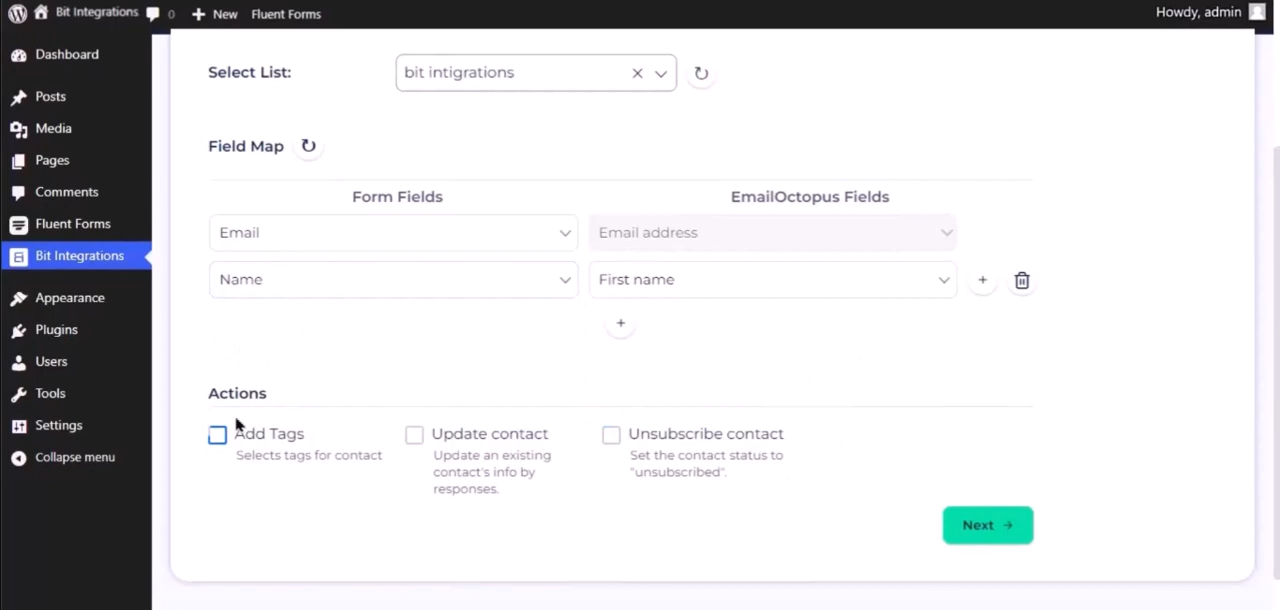 Bit Integrations 0 New Fluent Forms Howdy, admin
Dashboard
Posts
Media
Pages
Comments
Fluent Forms
Bit Integrations
Appearance
Plugins
Users
Tools
Settings
Collapse menu
Select List: bit intigrations
Field Map
Form Fields EmailOctopus Fields
Email Email address
Name First name
Actions
Add Tags
Selects tags for contact
Update contact
Update an existing
contact's info by
responses.
Unsubscribe contact
Set the contact status to
"unsubscribed".
Next